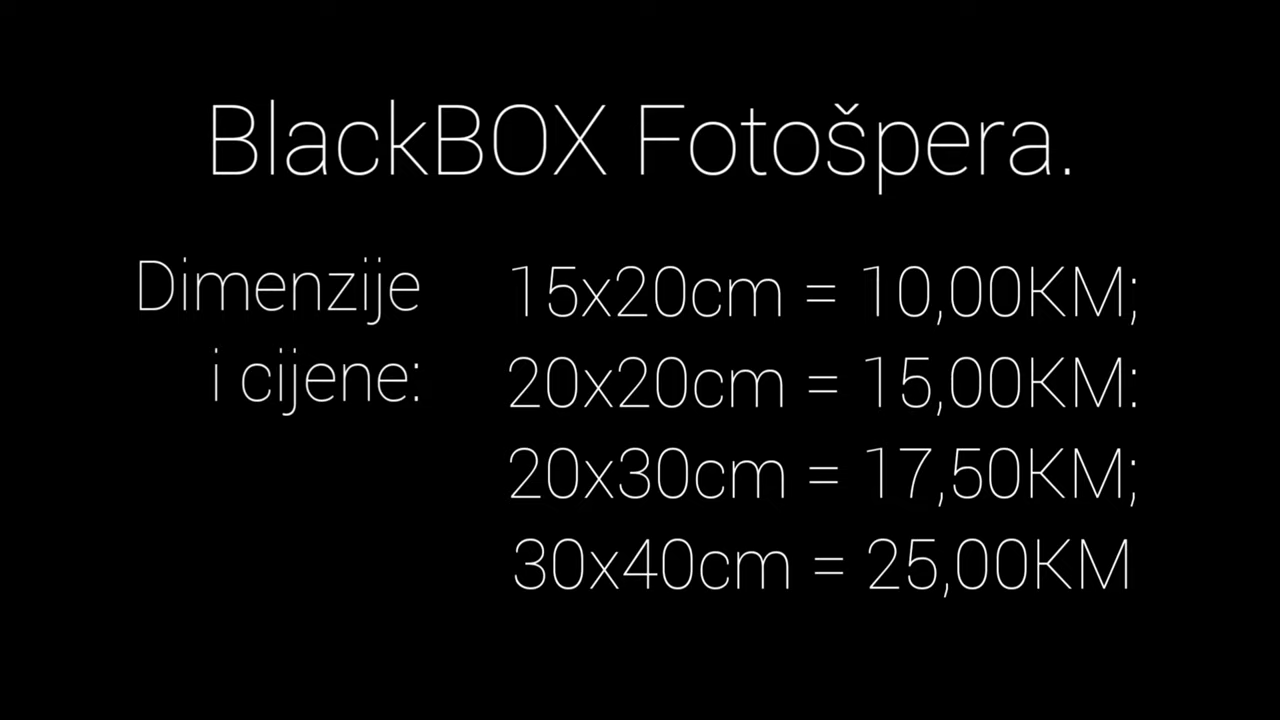 BlackBOX Fotošpera.
Dimenzije
i cijene:
15x20cm = 10,00KM;
20x20cm = 15,00KM:
20x30cm = 17,50KM;
30x40cm = 25,00KM